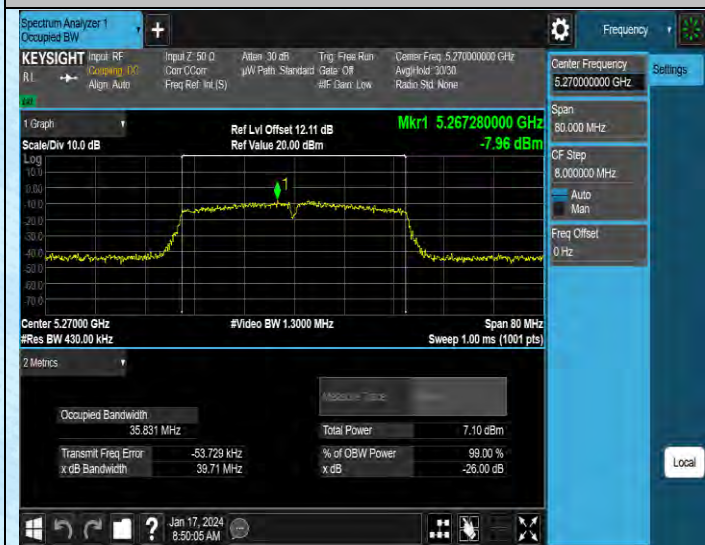 Spectrum Analyzer 1
Occupied BW
Frequency
KEYSIGHT
Input: RF
Input Z: 50 Ω
Atten: 30 dB
Trig: Free Run
Center Freq: 5.270000000 GHz
RL
Coupling: DC
Corr CCorr
µW Path: Standard
Gate: Off
Avg|Hold: 30/30
Align: Auto
Freq Ref: Int (S)
#IF Gain: Low
Radio Std: None
Center Frequency
5.270000000 GHz
Settings
Span
80.000 MHz
CF Step
8.000000 MHz
Auto
Man
Freq Offset
0 Hz
1 Graph
Ref Lvl Offset 12.11 dB
Mkr1 5.267280000 GHz
Scale/Div 10.0 dB
Ref Value 20.00 dBm
-7.96 dBm
Log
10.0
0.00
-10.0
-20.0
-30.0
-40.0
-50.0
-60.0
-70.0
1
Center 5.27000 GHz
#Video BW 1.3000 MHz
Span 80 MHz
#Res BW 430.00 kHz
Sweep 1.00 ms (1001 pts)
2 Metrics
Measure Trace
Occupied Bandwidth
35.831 MHz
Total Power
7.10 dBm
Transmit Freq Error
-53.729 kHz
% of OBW Power
99.00 %
x dB Bandwidth
39.71 MHz
x dB
-26.00 dB
Local
Jan 17, 2024
8:50:05 AM